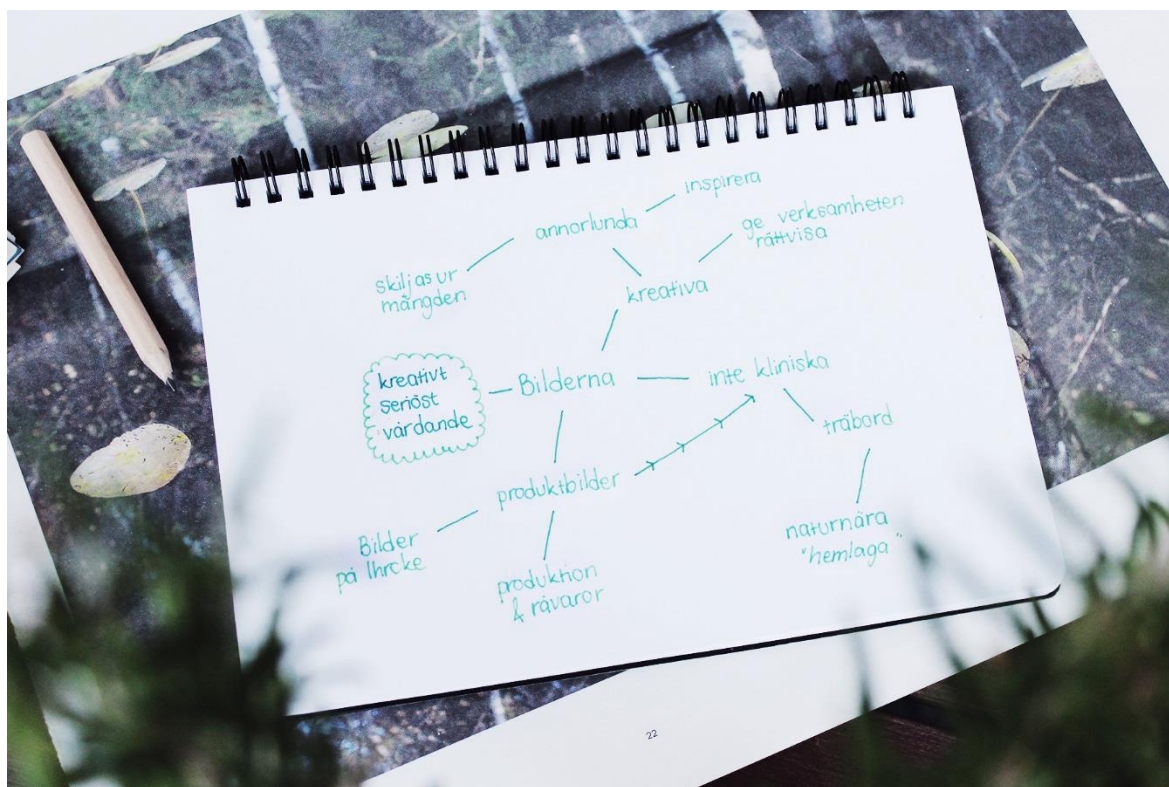 inspirera
annorlunda
ge verksamheten
rättvisa
skiljas ur
mängden
kreativa
kreativt
seriöst
vårdande
Bilderna
inte kliniska
träbord
produktbilder
naturnära
"hemlaga"
Bilder
på Ihrcke
produktion
& råvaror
22